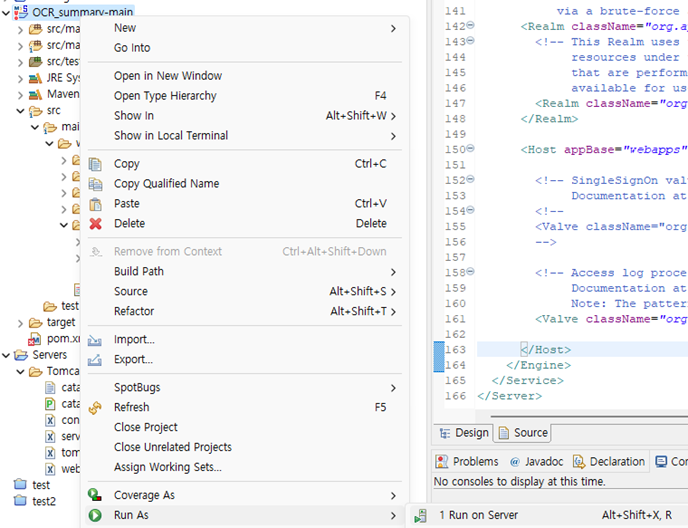 OCR_summary-main
src/ma
src/ma
src/tes
JRE Sys
Maven
src
mai
w
test
target
pom.xm
Servers
Tomca
cata
cata
con
serv
tom
web
test
test2
New
Go Into
Open in New Window
Open Type Hierarchy F4
Show In Alt+Shift+W
Show in Local Terminal
Copy Ctrl+C
Copy Qualified Name
Paste Ctrl+V
Delete Delete
Remove from Context Ctrl+Alt+Shift+Down
Build Path
Source Alt+Shift+S
Refactor Alt+Shift+T
Import...
Export...
SpotBugs
Refresh F5
Close Project
Close Unrelated Projects
Assign Working Sets...
Coverage As
Run As
1 Run on Server Alt+Shift+X, R
141 via a brute-force
142 <Realm className="org.a
143 <!-- This Realm uses
144 resources under
145 that are perform
146 available for us
147 <Realm className="org
148 </Realm>
149
150 <Host appBase="webapps"
151
152 <!-- SingleSignOn val
153 Documentation at
154 <!--
155 <Valve className="org
156 -->
157
158 <!-- Access log proce
159 Documentation at
160 Note: The pattern
161 <Valve className="org
162
163 </Host>
164 </Engine>
165 </Service>
166 </Server>
Design Source
Problems @ Javadoc Declaration Con
No consoles to display at this time.